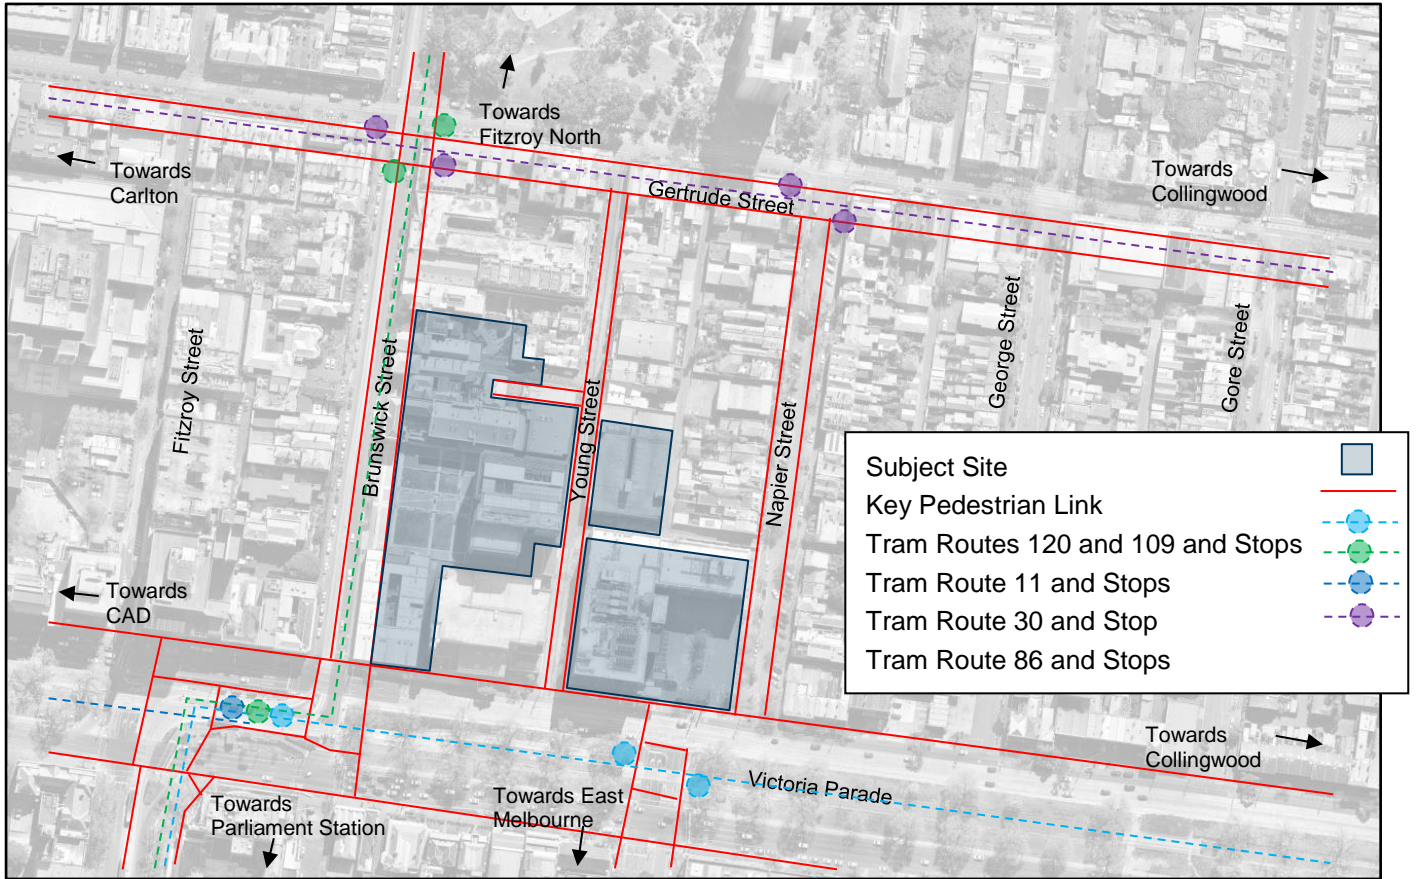 Towards
Fitzroy North
Towards
Carlton
Towards
Collingwood
Gertrude Street
Fitzroy Street
Brunswick Street
Young Street
Napier Street
George Street
Gore Street
Subject Site
Key Pedestrian Link
Tram Routes 120 and 109 and Stops
Tram Route 11 and Stops
Tram Route 30 and Stop
Tram Route 86 and Stops
Towards
CAD
Towards
Collingwood
Victoria Parade
Towards
Parliament Station
Towards East
Melbourne